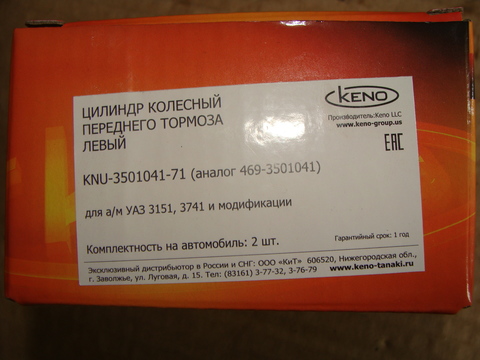 ЦИЛИНДР КОЛЕСНЫЙ
ПЕРЕДНЕГО ТОРМОЗА
ЛЕВЫЙ
KENO
Производитель: Keno LLC
www.keno-group.us
EAC
KNU-3501041-71 (аналог 469-3501041)
для а/м УАЗ 3151, 3741 и модификации
Комплектность на автомобиль: 2 шт.
Гарантийный срок: 1 год
Эксклюзивный дистрибьютор в России и СНГ: ООО «КиТ» 606520, Нижегородская обл.,
г. Заволжье, ул. Луговая, д. 15. Тел: (83161) 3-77-32, 3-76-79
www.keno-tanaki.ru